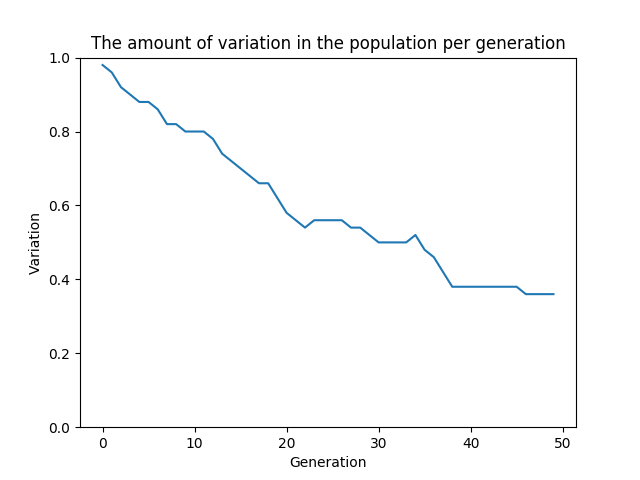 The amount of variation in the population per generation
1.0
0.8
0.6
0.4
0.2
0.0
Variation
0 10 20 30 40 50
Generation